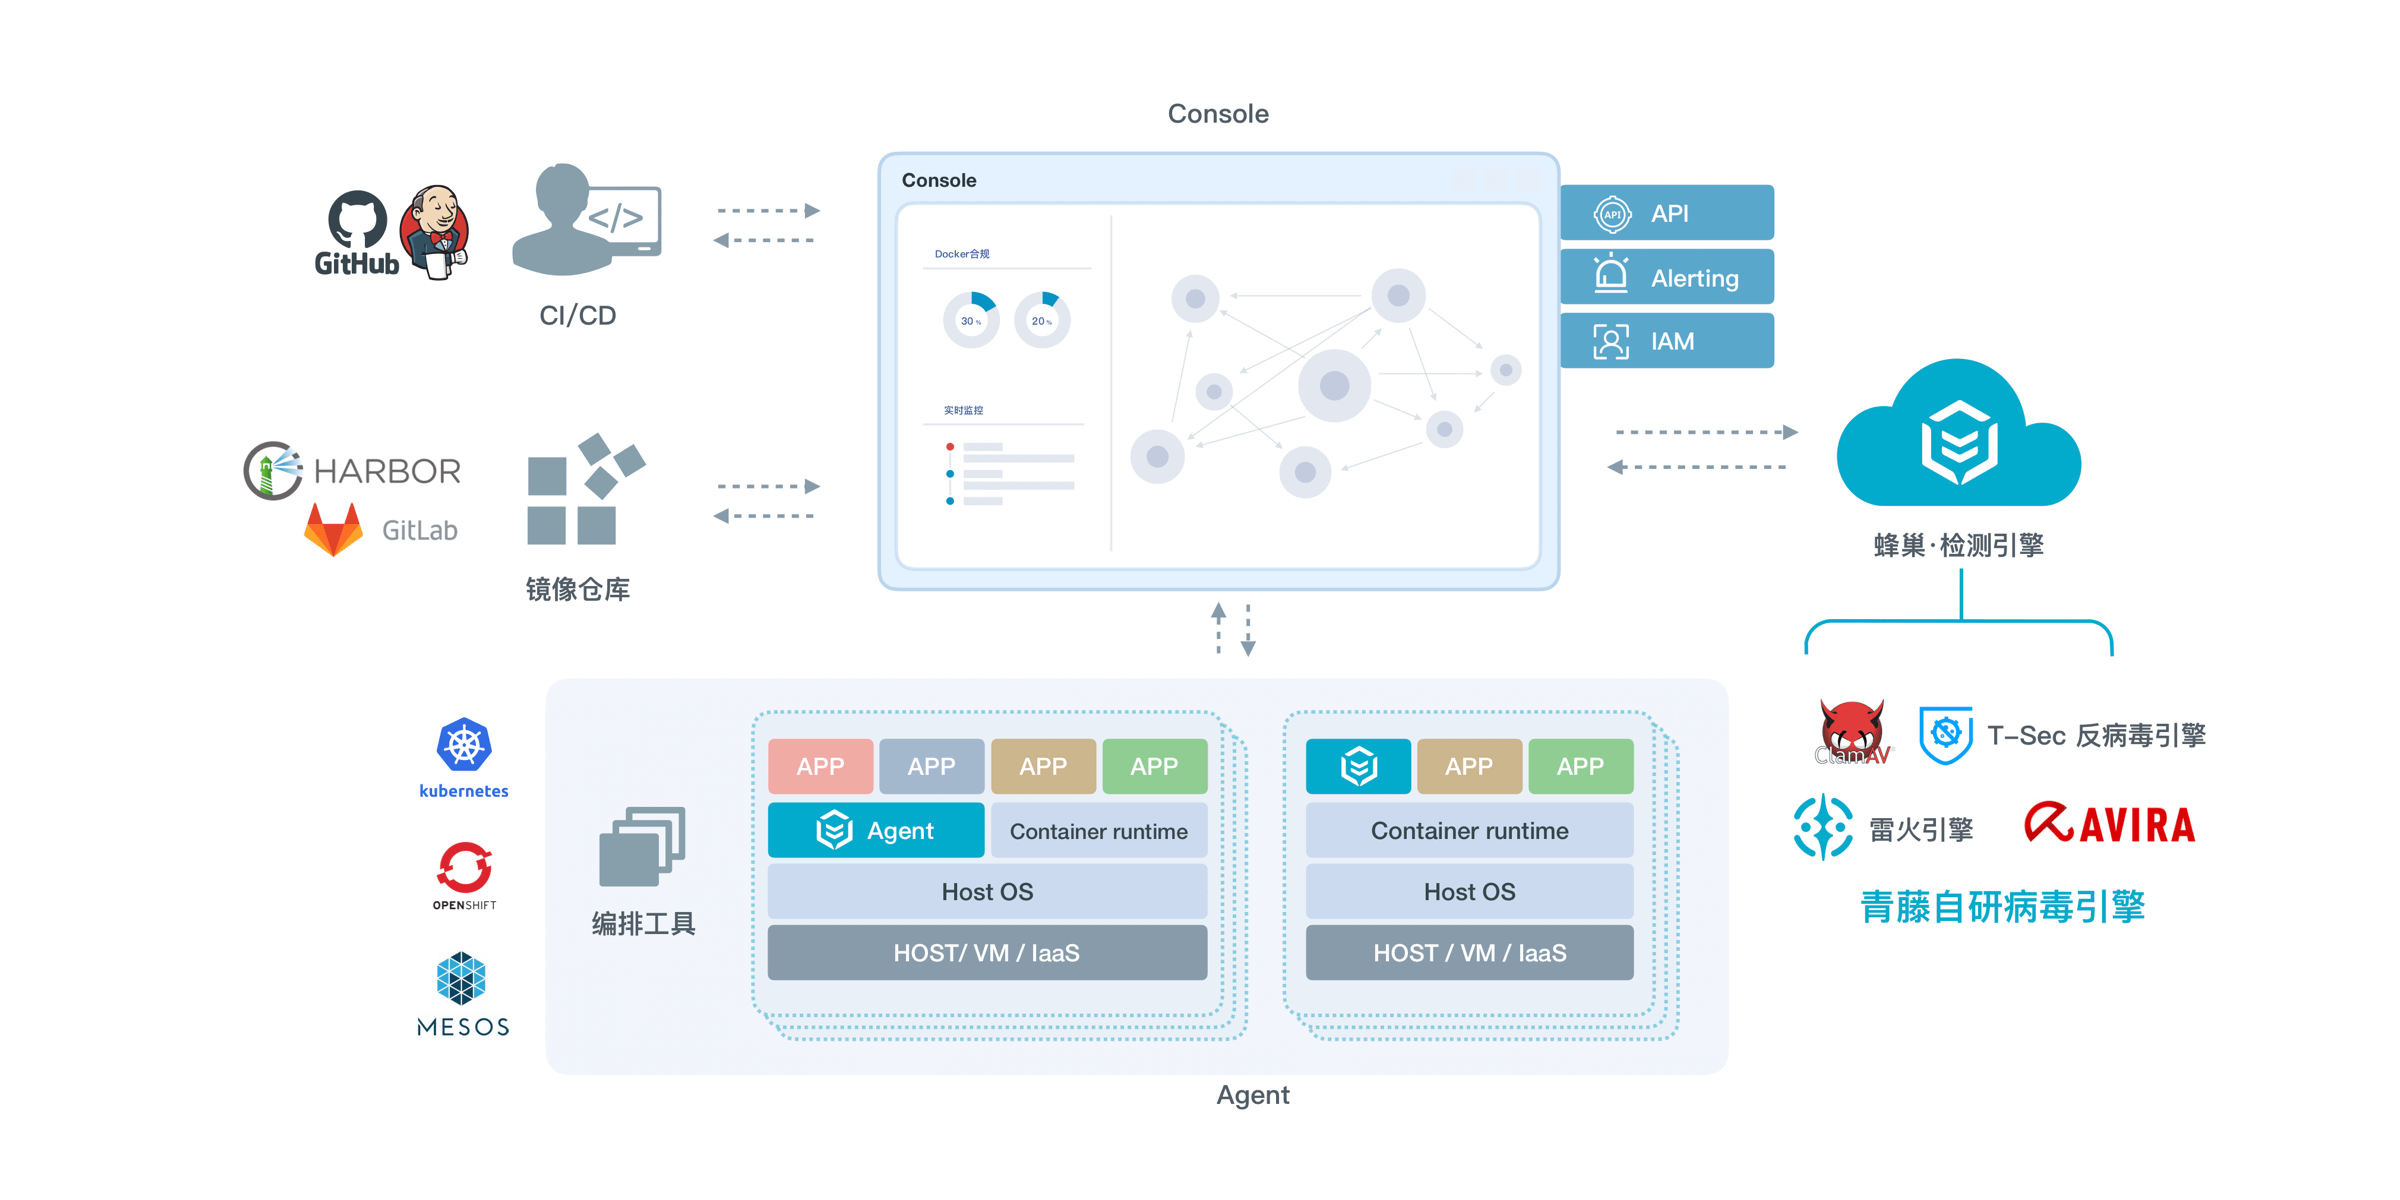 Console
Console
GitHub
</>
CI/CD
Docker合规
30 %
20 %
实时监控
API
API
Alerting
IAM
HARBOR
GitLab
镜像仓库
蜂巢·检测引擎
ClamAV
T-Sec 反病毒引擎
雷火引擎
AVIRA
青藤自研病毒引擎
kubernetes
OPENSHIFT
MESOS
编排工具
APP
APP
APP
APP
Agent
Container runtime
Host OS
HOST/ VM / IaaS
APP
APP
Container runtime
Host OS
HOST / VM / IaaS
Agent